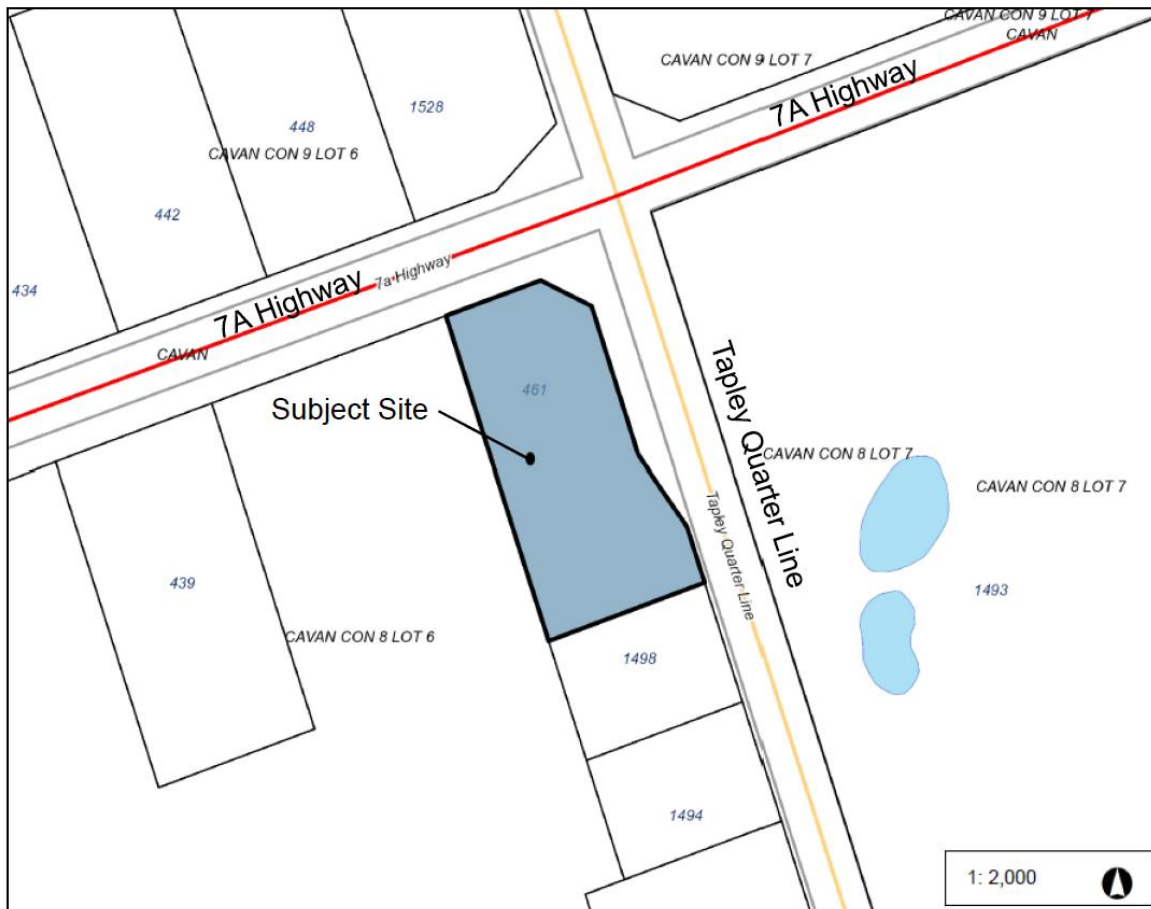 CAVAN CON 9 LOT 7
CAVAN
CAVAN CON 9 LOT 7
7A Highway
1528
448
CAVAN CON 9 LOT 6
442
434
7A Highway
7a Highway
CAVAN
461
Subject Site
Tapley Quarter Line
Tapley Quarter Line
CAVAN CON 8 LOT 7
CAVAN CON 8 LOT 7
439
1493
CAVAN CON 8 LOT 6
1498
1494
1: 2,000